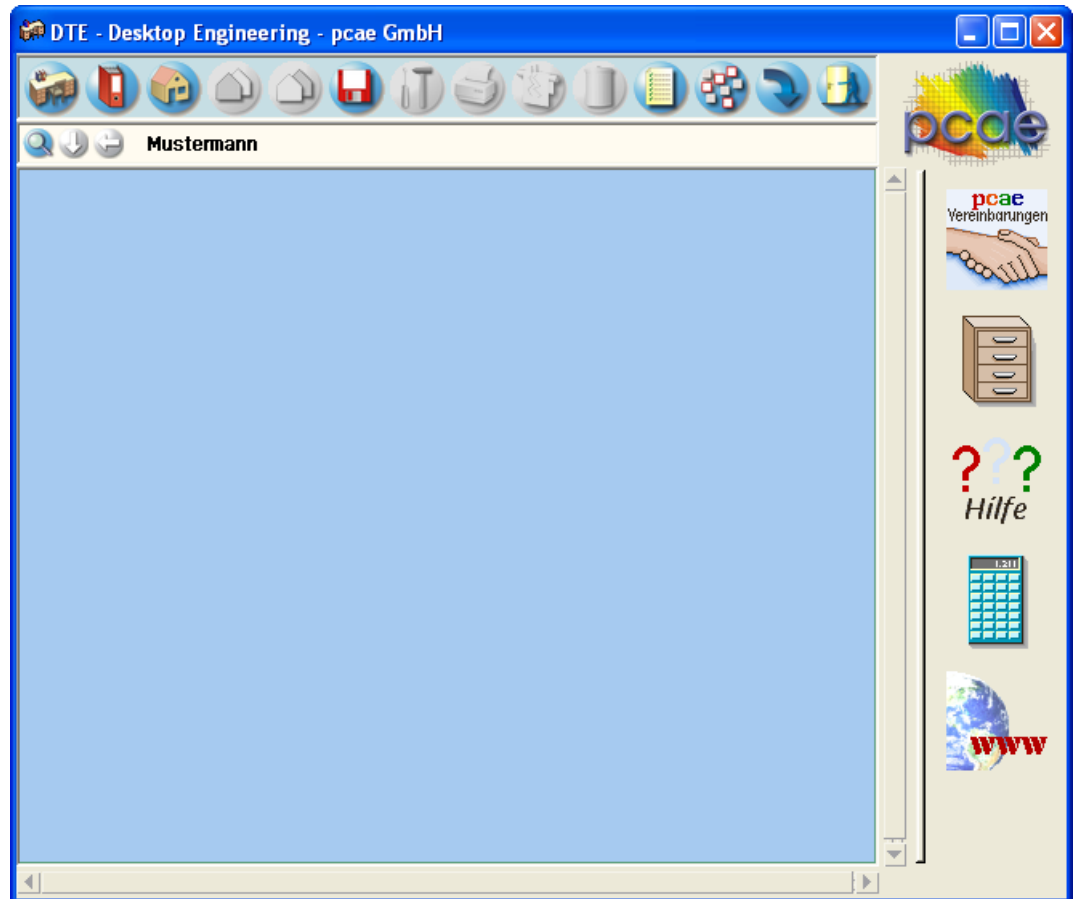 DTE - Desktop Engineering - pcae GmbH
pcae
Mustermann
pcae
Vereinbarungen
? ? ?
Hilfe
1.211
www